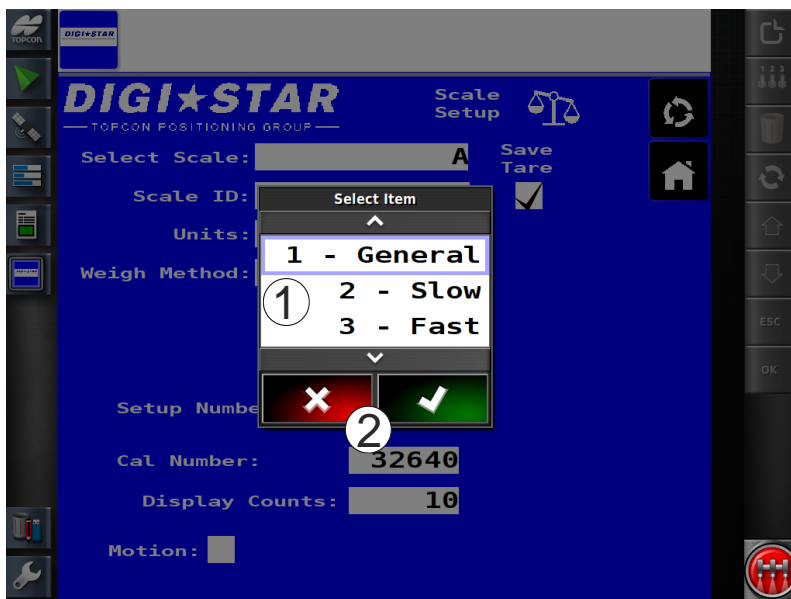 TOPCON
DIGI★STAR
DIGI★STAR
TOPCON POSITIONING GROUP
Scale
Setup
Select Scale: A
Save
Tare
Scale ID:
Units:
Weigh Method:
Select Item
1 - General
2 - Slow
3 - Fast
1
2
Setup Numbe
Cal Number: 32640
Display Counts: 10
Motion:
1 2 3
ESC
OK